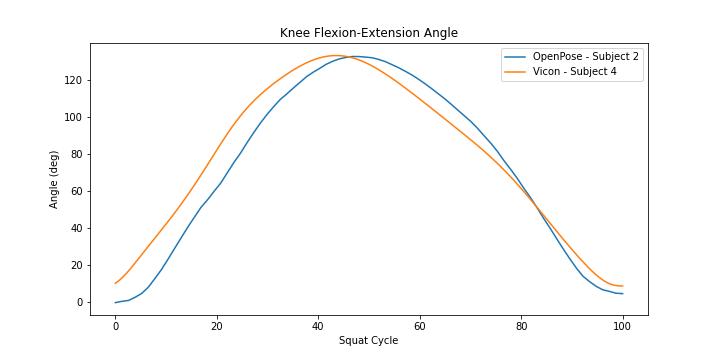 Knee Flexion-Extension Angle
OpenPose - Subject 2
Vicon - Subject 4
Angle (deg)
120
100
80
60
40
20
0
0 20 40 60 80 100
Squat Cycle